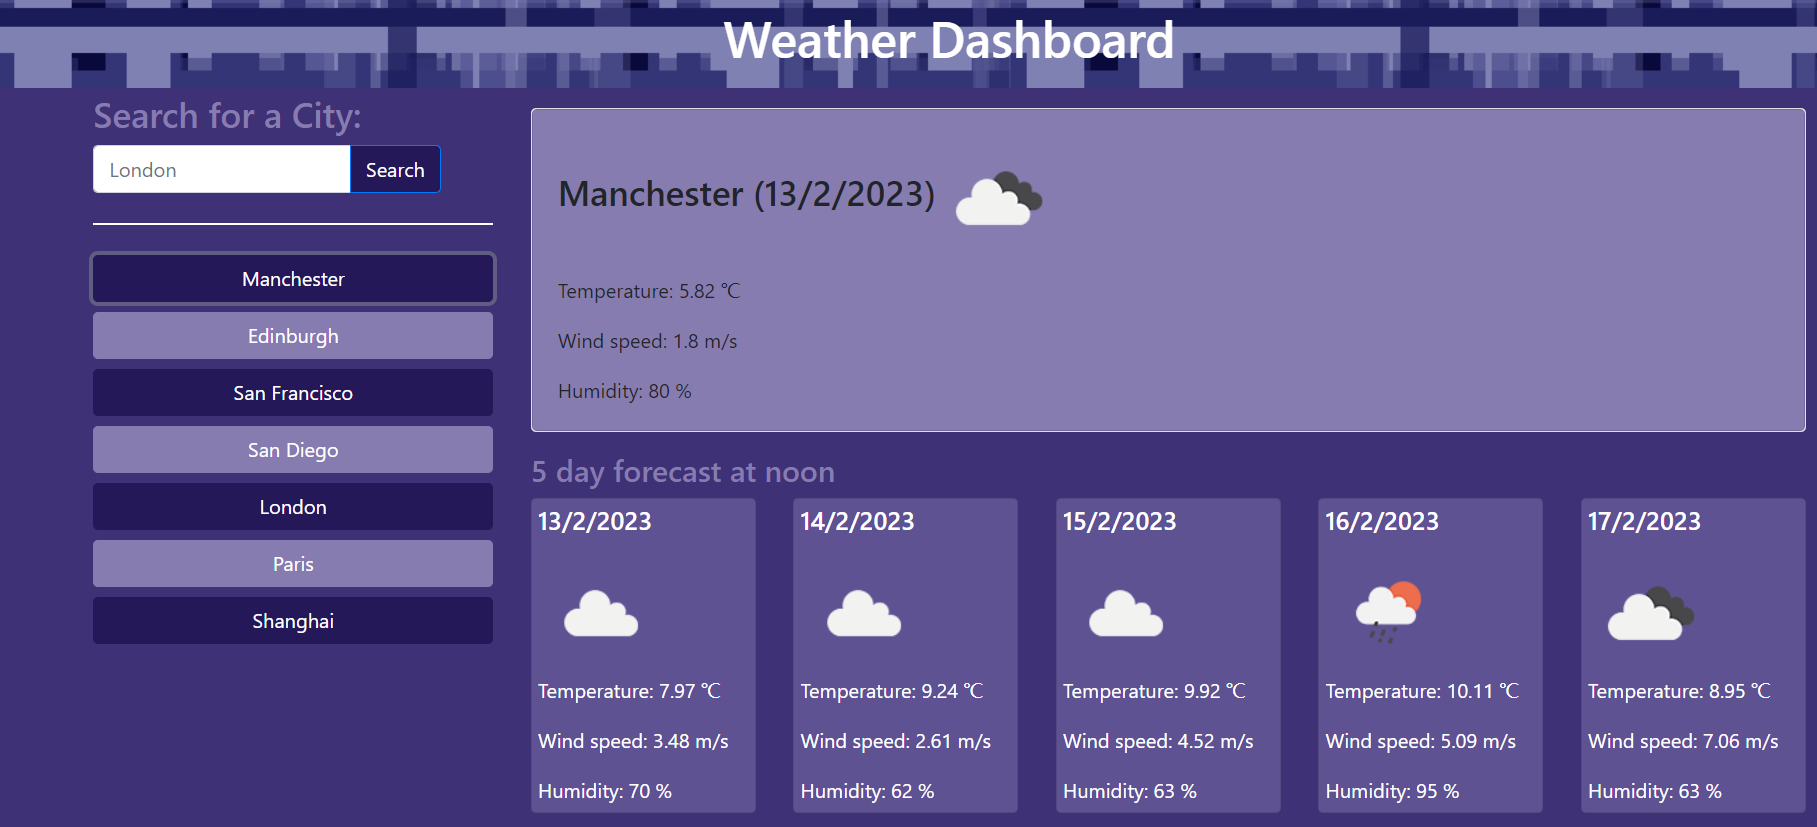 Weather Dashboard
Search for a City:
London
Search
Manchester
Edinburgh
San Francisco
San Diego
London
Paris
Shanghai
Manchester (13/2/2023)
Temperature: 5.82 ℃
Wind speed: 1.8 m/s
Humidity: 80 %
5 day forecast at noon
13/2/2023
Temperature: 7.97 ℃
Wind speed: 3.48 m/s
Humidity: 70 %
14/2/2023
Temperature: 9.24 ℃
Wind speed: 2.61 m/s
Humidity: 62 %
15/2/2023
Temperature: 9.92 ℃
Wind speed: 4.52 m/s
Humidity: 63 %
16/2/2023
Temperature: 10.11 ℃
Wind speed: 5.09 m/s
Humidity: 95 %
17/2/2023
Temperature: 8.95 ℃
Wind speed: 7.06 m/s
Humidity: 63 %